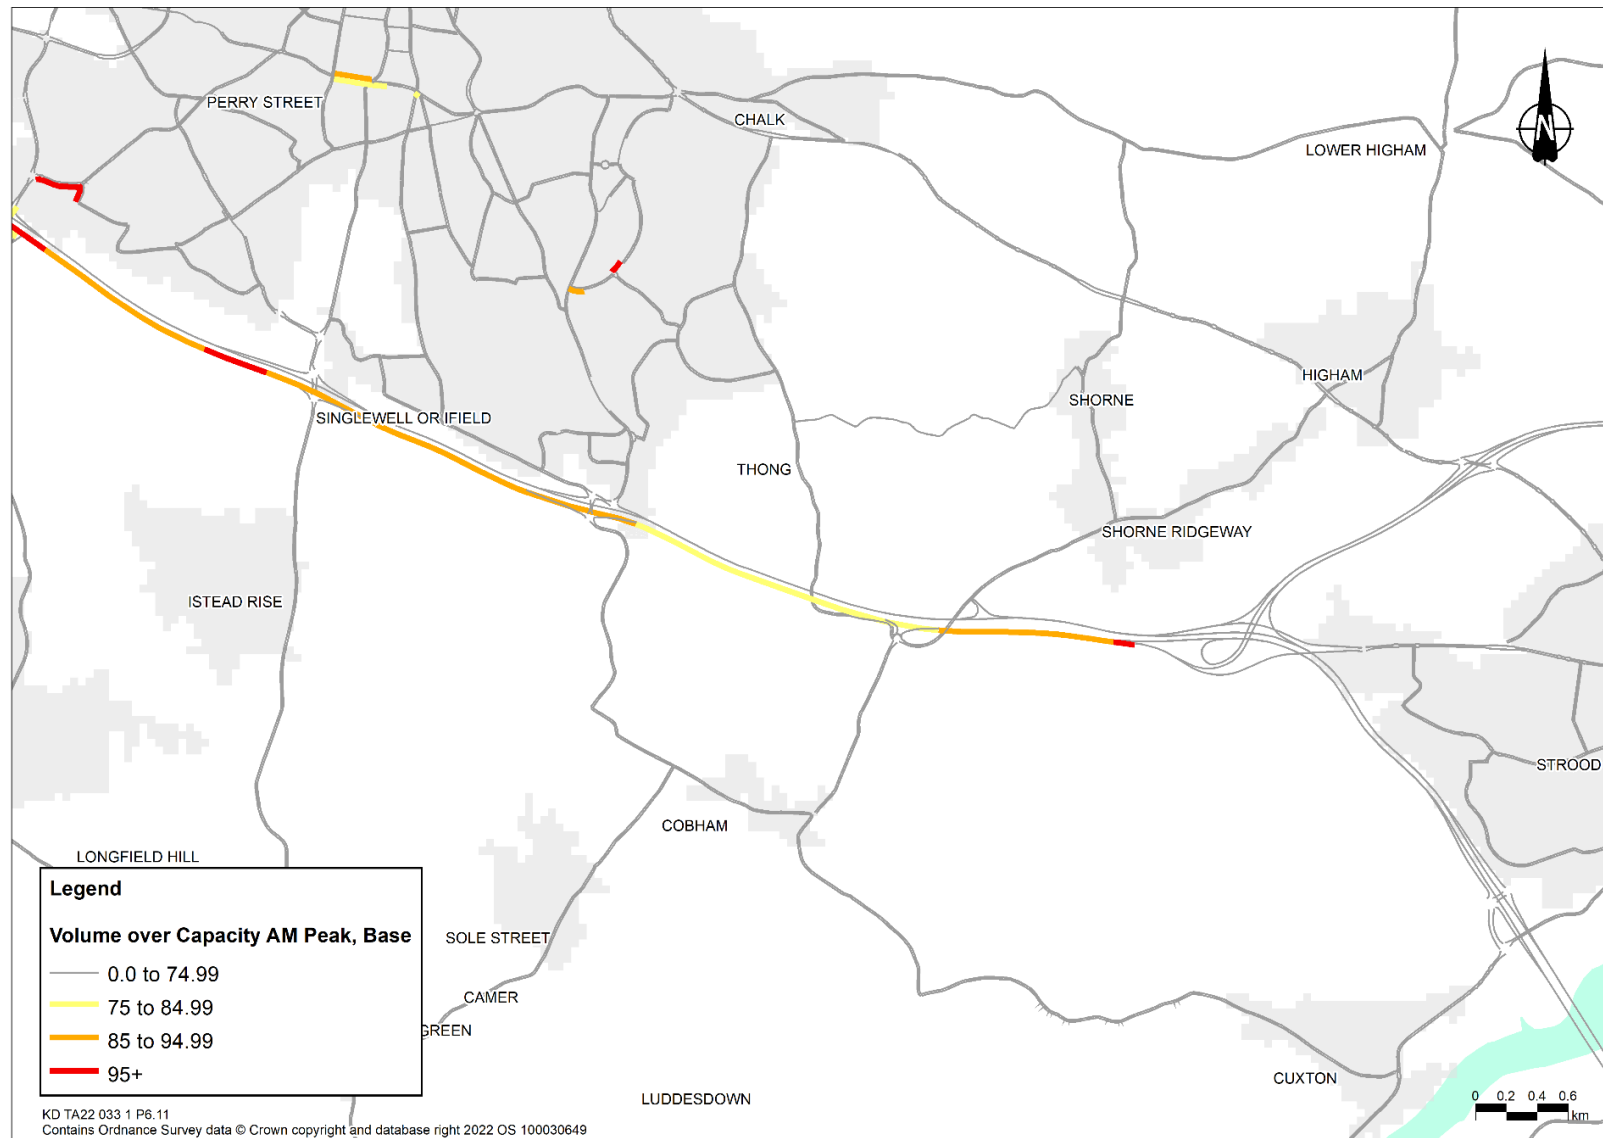 PERRY STREET
CHALK
N
LOWER HIGHAM
HIGHAM
SHORNE
SINGLEWELL OR IFIELD
THONG
SHORNE RIDGEWAY
ISTEAD RISE
STROOD
COBHAM
LONGFIELD HILL
SOLE STREET
CAMER
GREEN
CUXTON
LUDDESDOWN
Legend
Volume over Capacity AM Peak, Base
0.0 to 74.99
75 to 84.99
85 to 94.99
95+
0 0.2 0.4 0.6
km
KD TA22 033 1 P6.11
Contains Ordnance Survey data © Crown copyright and database right 2022 OS 100030649